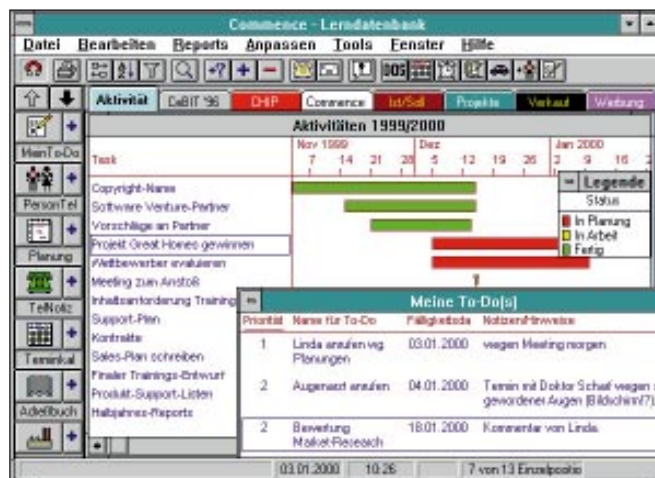 Commence - Lerndatenbank
Datei Bearbeiten Reports Anpassen Tools Fenster Hilfe
DOS
Aktivität CeBIT '96 CHIP Commence Ist/Soll Projekte Verkauf Werbung
Aktivitäten 1999/2000
Nov 1999 Dez Jan 2000
Task 7 14 21 28 5 12 19 26 2 9 16
Copyright-Name
Software Venture-Partner
Vorschläge an Partner
Projekt Great Homes gewinnen
Wettbewerber evaluieren
Meeting zum Anstoß
Inhaltsanforderung Training
Support-Plan
Kontrakte
Sales-Plan schreiben
Finaler Trainings-Entwurf
Produkt-Support-Listen
Halbjahres-Reports
MeinTo-Do
PersonTel
Planung
TelNotiz
Terminkal
Adreßbuch
Legende
Status
In Planung
In Arbeit
Fertig
Meine To-Do(s)
Priorität Name für To-Do Fälligkeitsda Notizen/Hinweise
1 Linda anrufen wg. 03.01.2000 wegen Meeting morgen
Planungen
2 Augenarzt anrufen 04.01.2000 Termin mit Doktor Scharf wegen
gewordener Augen (Bildschirm!?)
2 Bewertung 18.01.2000 Kommentar von Linda
Market-Research
03.01.2000 10:26 7 von 13 Einzelpositio